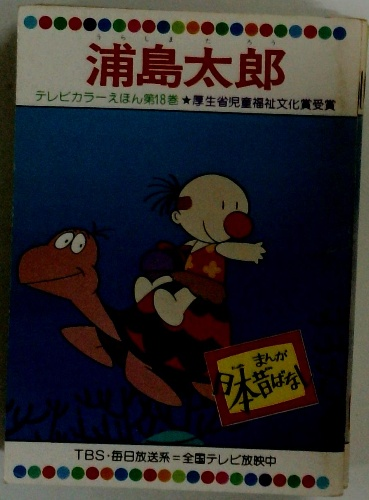 うらしまたろう
浦島太郎
テレビカラーえほん第18巻 ★厚生省児童福祉文化賞受賞
まんが
日本昔ばなし
TBS・毎日放送系=全国テレビ放映中